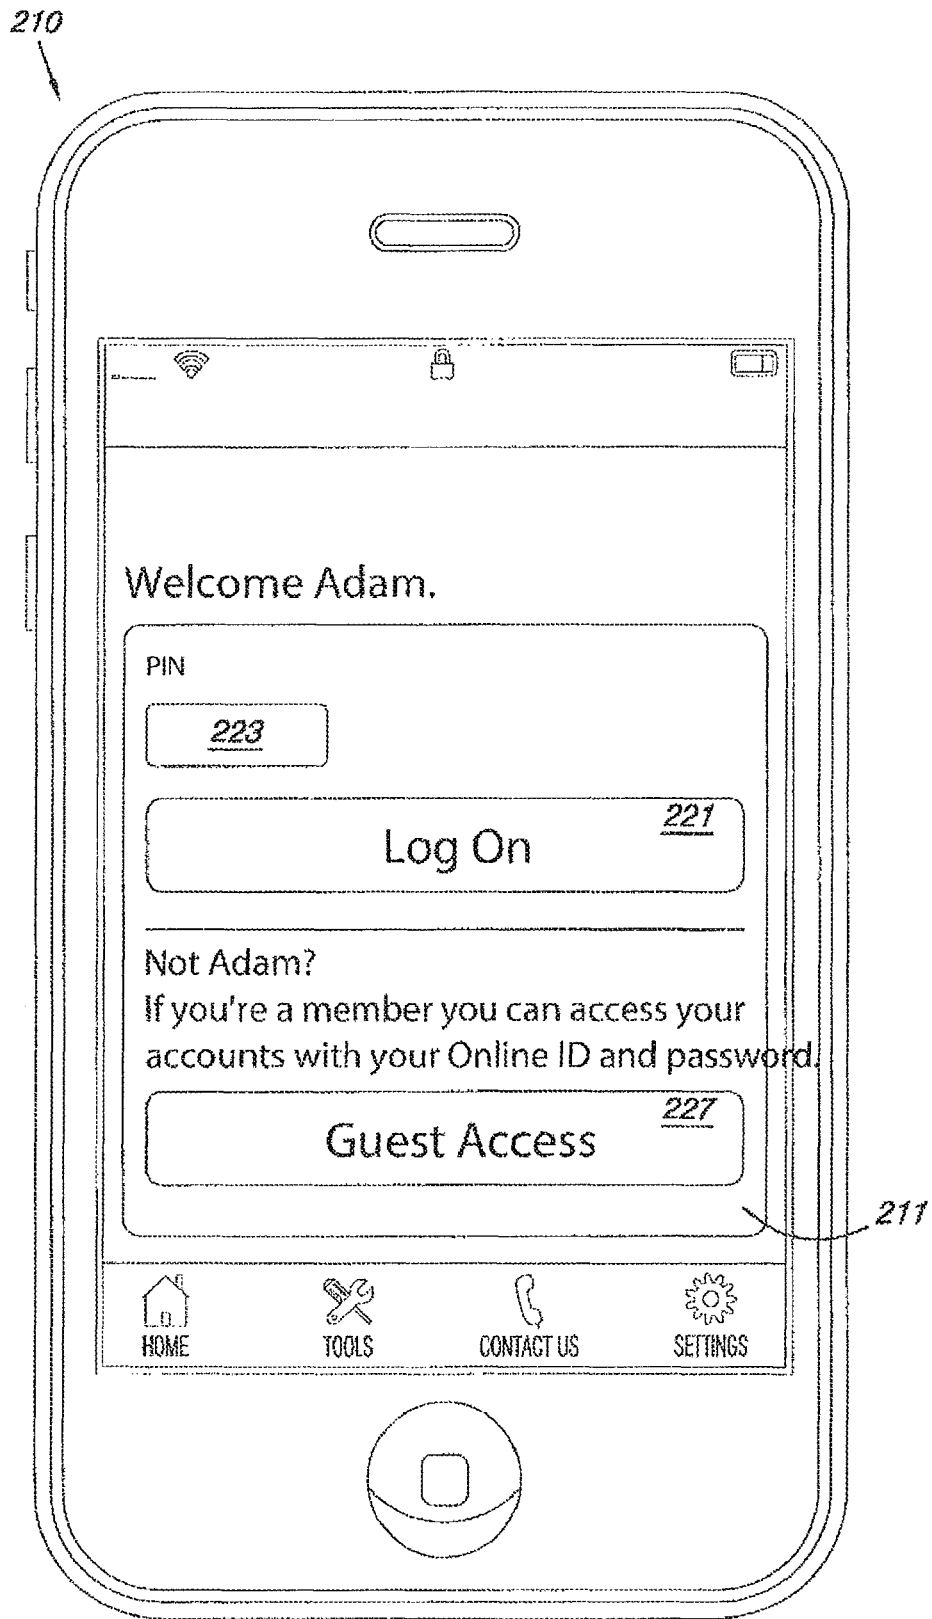 210
Welcome Adam.
PIN
223
221
Log On
Not Adam?
If you're a member you can access your
accounts with your Online ID and password.
227
Guest Access
211
HOME TOOLS CONTACT US SETTINGS